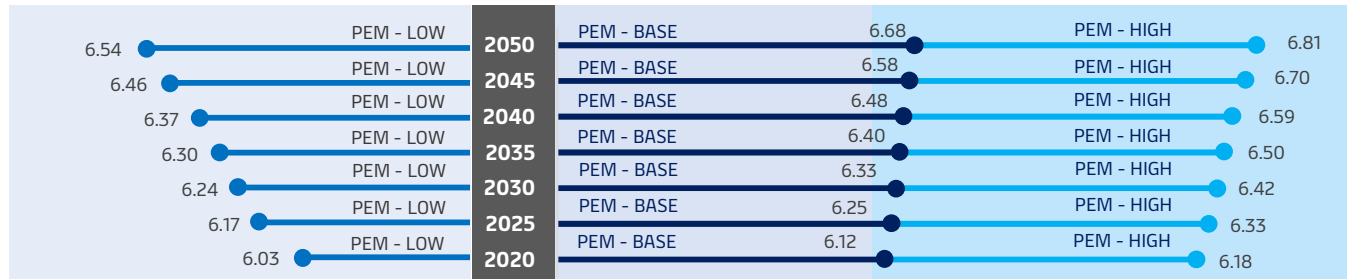 6.54 PEM - LOW 2050 PEM - BASE 6.68 PEM - HIGH 6.81
6.46 PEM - LOW 2045 PEM - BASE 6.58 PEM - HIGH 6.70
6.37 PEM - LOW 2040 PEM - BASE 6.48 PEM - HIGH 6.59
6.30 PEM - LOW 2035 PEM - BASE 6.40 PEM - HIGH 6.50
6.24 PEM - LOW 2030 PEM - BASE 6.33 PEM - HIGH 6.42
6.17 PEM - LOW 2025 PEM - BASE 6.25 PEM - HIGH 6.33
6.03 PEM - LOW 2020 PEM - BASE 6.12 PEM - HIGH 6.18